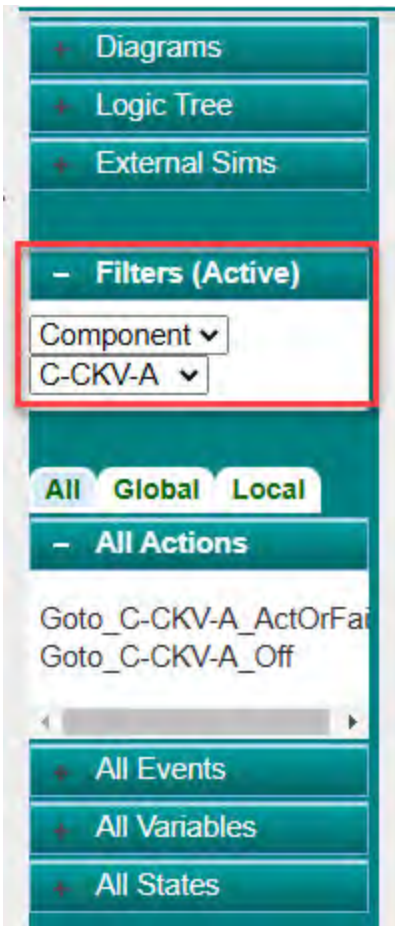 + Diagrams
+ Logic Tree
+ External Sims
– Filters (Active)
Component
C-CKV-A
All Global Local
– All Actions
Goto_C-CKV-A_ActOrFai
Goto_C-CKV-A_Off
+ All Events
+ All Variables
+ All States